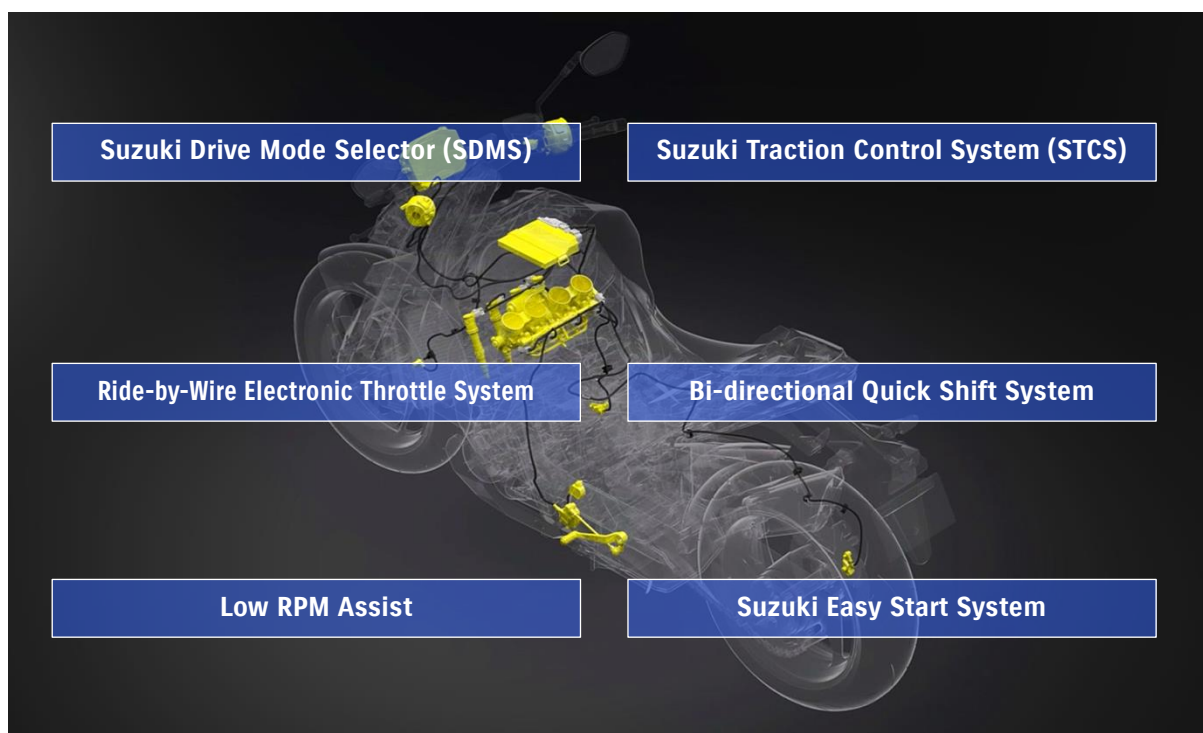 Suzuki Drive Mode Selector (SDMS)
Suzuki Traction Control System (STCS)
Ride-by-Wire Electronic Throttle System
Bi-directional Quick Shift System
Low RPM Assist
Suzuki Easy Start System